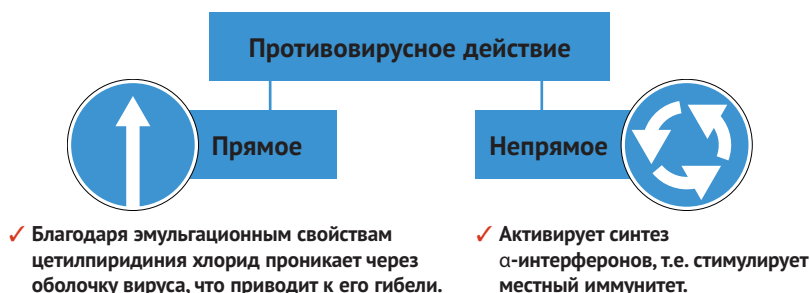 Противовирусное действие
Прямое
Непрямое
✓ Благодаря эмульгационным свойствам
цетилпиридиния хлорид проникает через
оболочку вируса, что приводит к его гибели.
✓ Активирует синтез
α-интерферонов, т.е. стимулирует
местный иммунитет.